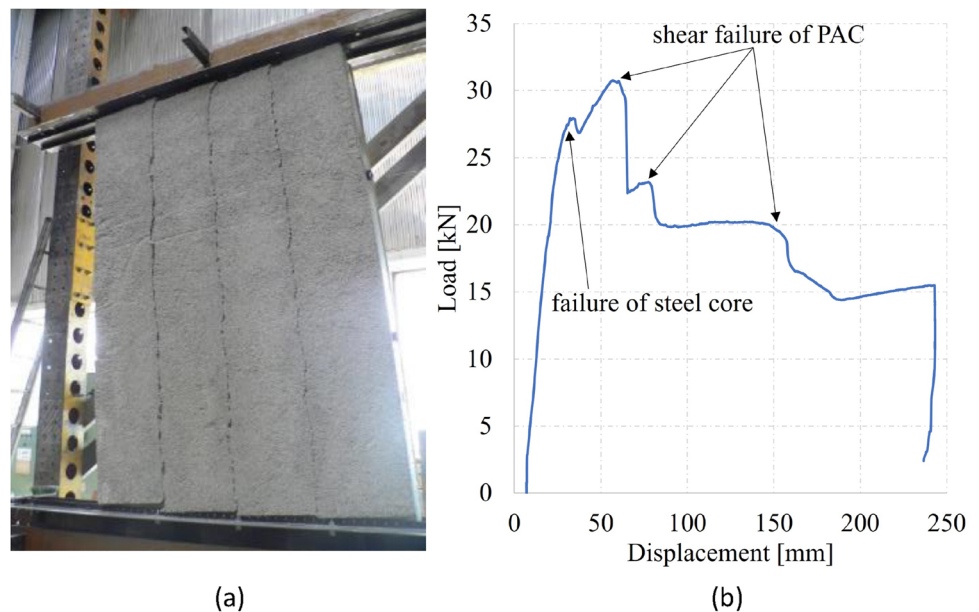 35
30
25
20
15
10
5
0
Load [kN]
shear failure of PAC
failure of steel core
0
50
100
150
200
250
Displacement [mm]
(a)
(b)